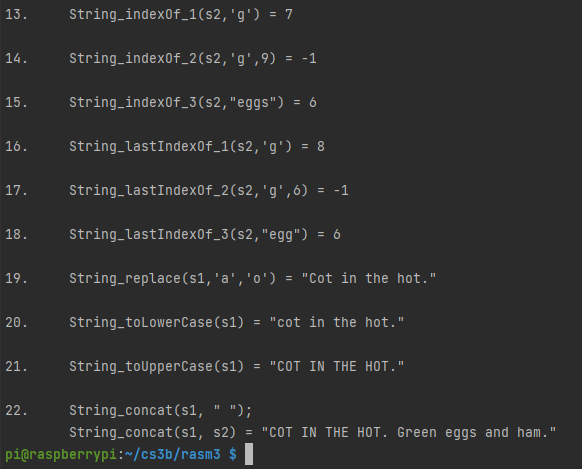 13. String_indexOf_1(s2,'g') = 7
14. String_indexOf_2(s2,'g',9) = -1
15. String_indexOf_3(s2,"eggs") = 6
16. String_lastIndexOf_1(s2,'g') = 8
17. String_lastIndexOf_2(s2,'g',6) = -1
18. String_lastIndexOf_3(s2,"egg") = 6
19. String_replace(s1,'a','o') = "Cot in the hot."
20. String_toLowerCase(s1) = "cot in the hot."
21. String_toUpperCase(s1) = "COT IN THE HOT."
22. String_concat(s1, " ");
String_concat(s1, s2) = "COT IN THE HOT. Green eggs and ham."
pi@raspberrypi:~/cs3b/rasm3 $